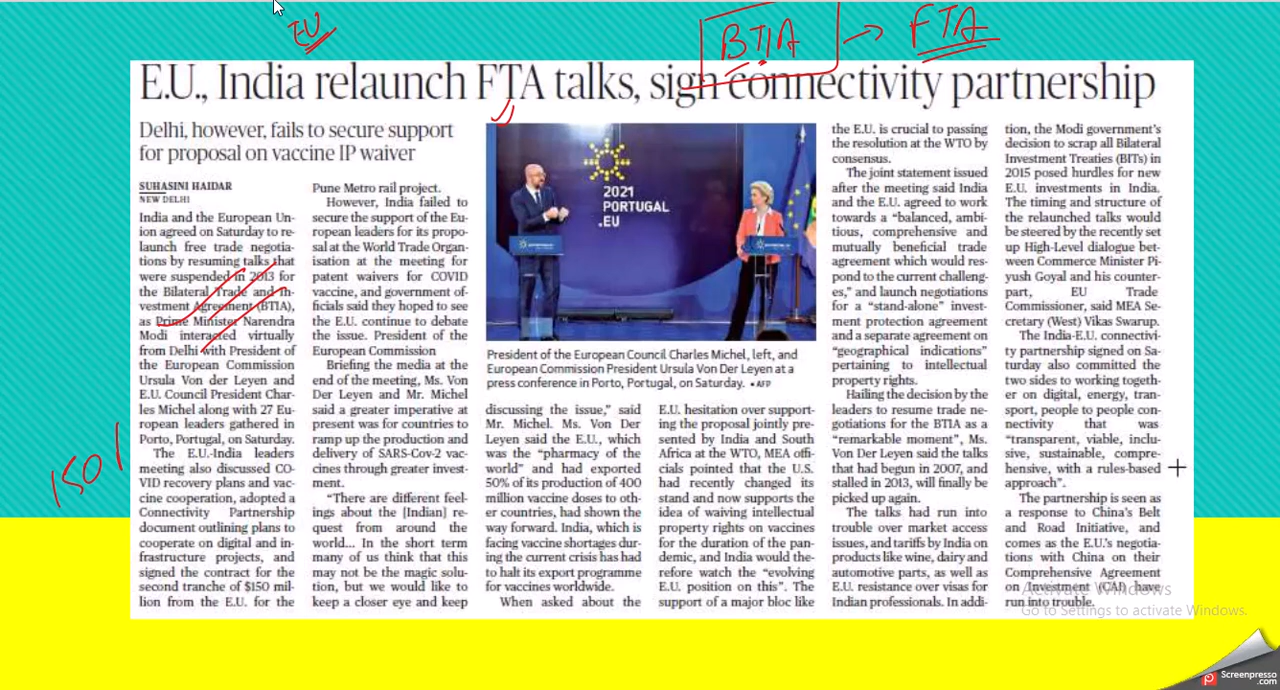 EU
BTIA → FTA
E.U., India relaunch FTA talks, sign connectivity partnership
Delhi, however, fails to secure support
for proposal on vaccine IP waiver
SUHASINI HAIDAR
NEW DELHI
India and the European Un-
ion agreed on Saturday to re-
launch free trade negotia-
tions by resuming talks that
were suspended in 2013 for
the Bilateral Trade and In-
vestment Agreement (BTIA),
as Prime Minister Narendra
Modi interacted virtually
from Delhi with President of
the European Commission
Ursula Von der Leyen and
E.U. Council President Char-
les Michel along with 27 Eu-
ropean leaders gathered in
Porto, Portugal, on Saturday.
The E.U.-India leaders
meeting also discussed CO-
VID recovery plans and vac-
cine cooperation, adopted a
Connectivity Partnership
document outlining plans to
cooperate on digital and in-
frastructure projects, and
signed the contract for the
second tranche of $150 mil-
lion from the E.U. for the
150
Pune Metro rail project.
However, India failed to
secure the support of the Eu-
ropean leaders for its propo-
sal at the World Trade Organ-
isation at the meeting for
patent waivers for COVID
vaccine, and government of-
ficials said they hoped to see
the E.U. continue to debate
the issue. President of the
European Commission
Briefing the media at the
end of the meeting, Ms. Von
Der Leyen and Mr. Michel
said a greater imperative at
present was for countries to
ramp up the production and
delivery of SARS-Cov-2 vac-
cines through greater invest-
ment.
“There are different feel-
ings about the [Indian] re-
quest from around the
world... In the short term
many of us think that this
may not be the magic solu-
tion, but we would like to
keep a closer eye and keep
2021
PORTUGAL
.EU
President of the European Council Charles Michel, left, and
European Commission President Ursula Von Der Leyen at a
press conference in Porto, Portugal, on Saturday. • AFP
discussing the issue,” said
Mr. Michel. Ms. Von Der
Leyen said the E.U., which
was the “pharmacy of the
world” and had exported
50% of its production of 400
million vaccine doses to oth-
er countries, had shown the
way forward. India, which is
facing vaccine shortages dur-
ing the current crisis has had
to halt its export programme
for vaccines worldwide.
When asked about the
E.U. hesitation over support-
ing the proposal jointly pre-
sented by India and South
Africa at the WTO, MEA offi-
cials pointed that the U.S.
had recently changed its
stand and now supports the
idea of waiving intellectual
property rights on vaccines
for the duration of the pan-
demic, and India would the-
refore watch the “evolving
E.U. position on this”. The
support of a major bloc like
the E.U. is crucial to passing
the resolution at the WTO by
consensus.
The joint statement issued
after the meeting said India
and the E.U. agreed to work
towards a “balanced, ambi-
tious, comprehensive and
mutually beneficial trade
agreement which would res-
pond to the current challeng-
es,” and launch negotiations
for a “stand-alone” invest-
ment protection agreement
and a separate agreement on
“geographical indications”
pertaining to intellectual
property rights.
Hailing the decision by the
leaders to resume trade ne-
gotiations for the BTIA as a
“remarkable moment”, Ms.
Von Der Leyen said the talks
that had begun in 2007, and
stalled in 2013, will finally be
picked up again.
The talks had run into
trouble over market access
issues, and tariffs by India on
products like wine, dairy and
automotive parts, as well as
E.U. resistance over visas for
Indian professionals. In addi-
tion, the Modi government’s
decision to scrap all Bilateral
Investment Treaties (BITs) in
2015 posed hurdles for new
E.U. investments in India.
The timing and structure of
the relaunched talks would
be steered by the recently set
up High-Level dialogue bet-
ween Commerce Minister Pi-
yush Goyal and his counter-
part, EU Trade
Commissioner, said MEA Se-
cretary (West) Vikas Swarup.
The India-E.U. connectivi-
ty partnership signed on Sa-
turday also committed the
two sides to working togeth-
er on digital, energy, tran-
sport, people to people con-
nectivity that was
“transparent, viable, inclu-
sive, sustainable, compre-
hensive, with a rules-based
approach”.
The partnership is seen as
a response to China’s Belt
and Road Initiative, and
comes as the E.U.’s negotia-
tions with China on their
Comprehensive Agreement
on Investment (CAI) have
run into trouble.
Activate Windows
Go to Settings to activate Windows.
Screenpresso
.com